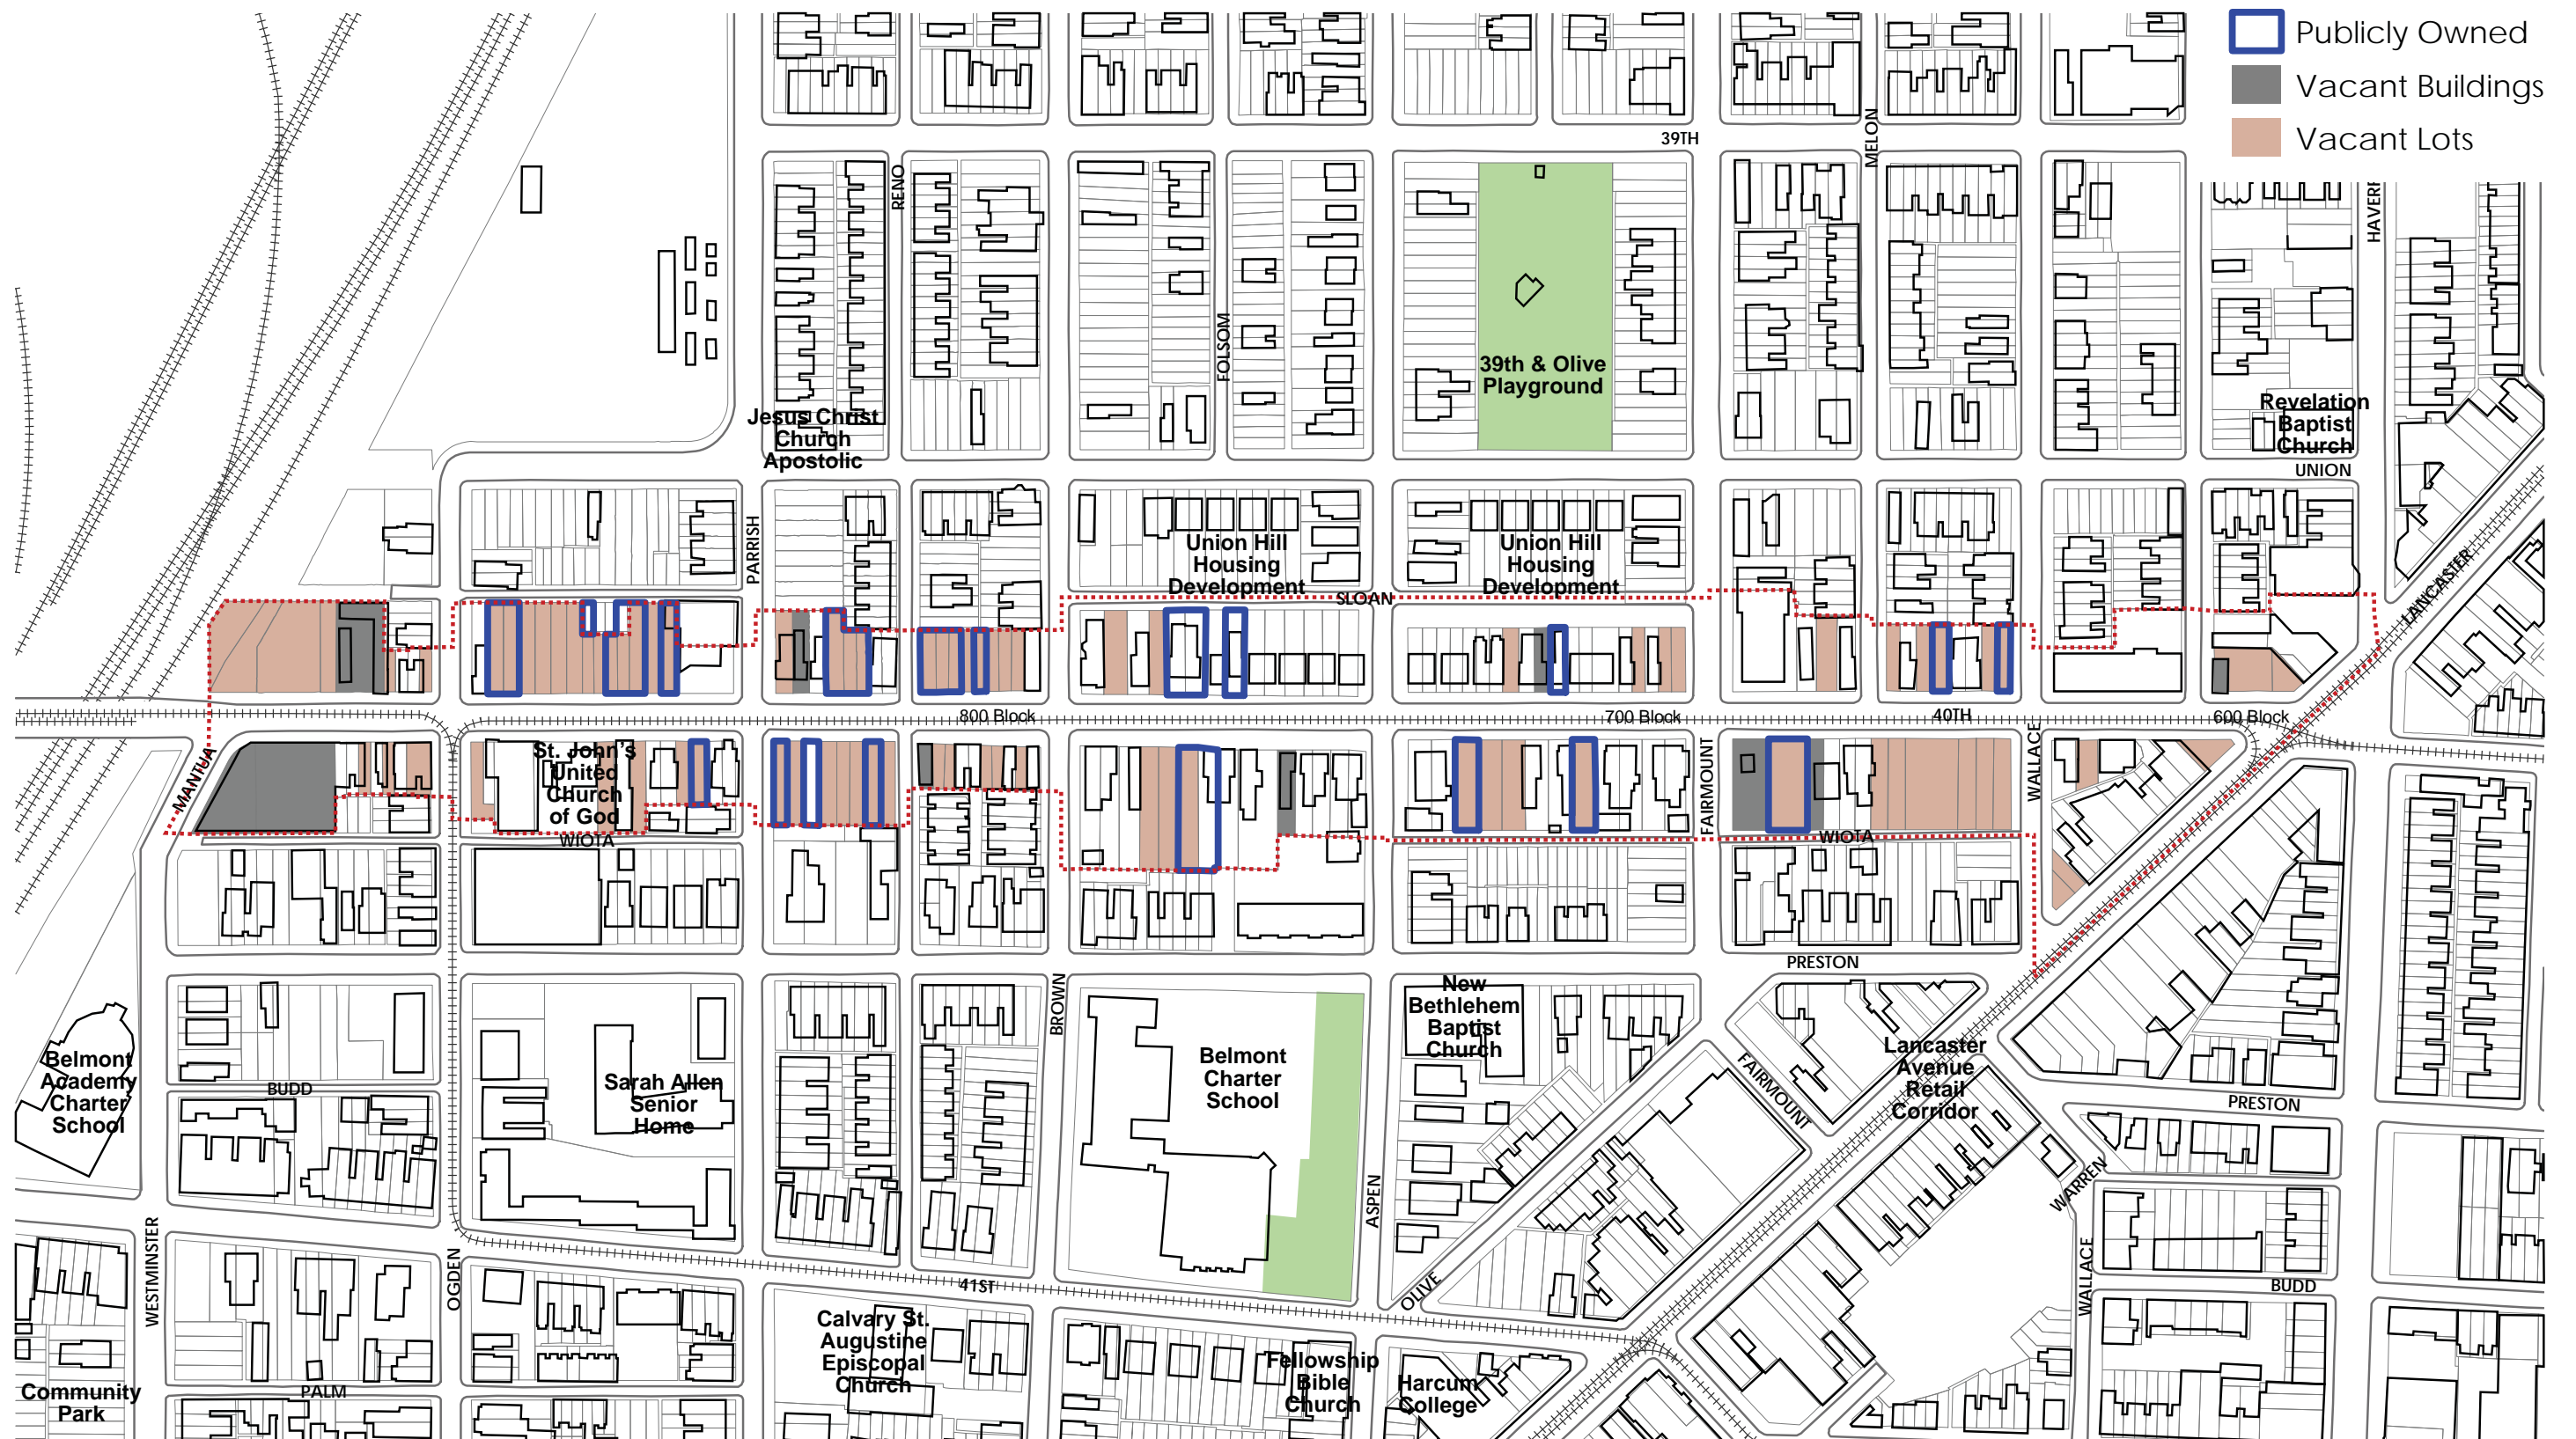 Publicly Owned
Vacant Buildings
Vacant Lots
39TH
MELON
RENO
HAVERF
FOLSOM
39th & Olive
Playground
Jesus Christ
Church
Apostolic
Revelation
Baptist
Church
UNION
PARRISH
Union Hill
Housing
Development
Union Hill
Housing
Development
LANCASTER
SLOAN
800 Block
700 Block
40TH
600 Block
MANTUA
St. John's
United
Church
of God
WIOTA
FAIRMOUNT
WIOTA
WALLACE
PRESTON
BROWN
New
Bethlehem
Baptist
Church
Belmont
Academy
Charter
School
BUDD
Sarah Allen
Senior
Home
Belmont
Charter
School
FAIRMOUNT
Lancaster
Avenue
Retail
Corridor
PRESTON
WARREN
ASPEN
WESTMINSTER
OGDEN
41ST
OLIVE
WALLACE
BUDD
Calvary St.
Augustine
Episcopal
Church
Fellowship
Bible
Church
Harcum
College
Community
Park
PALM